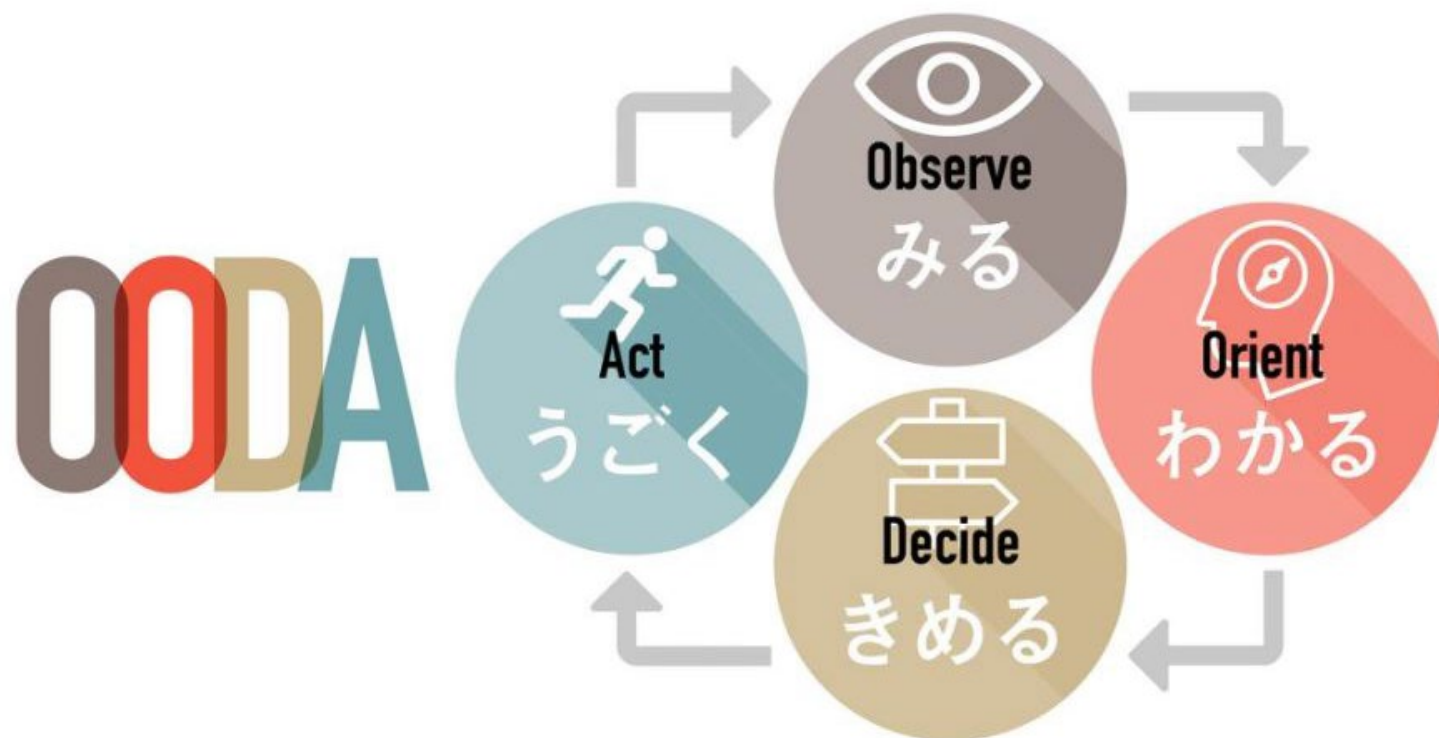 OODA
Observe
みる
Orient
わかる
Decide
きめる
Act
うごく